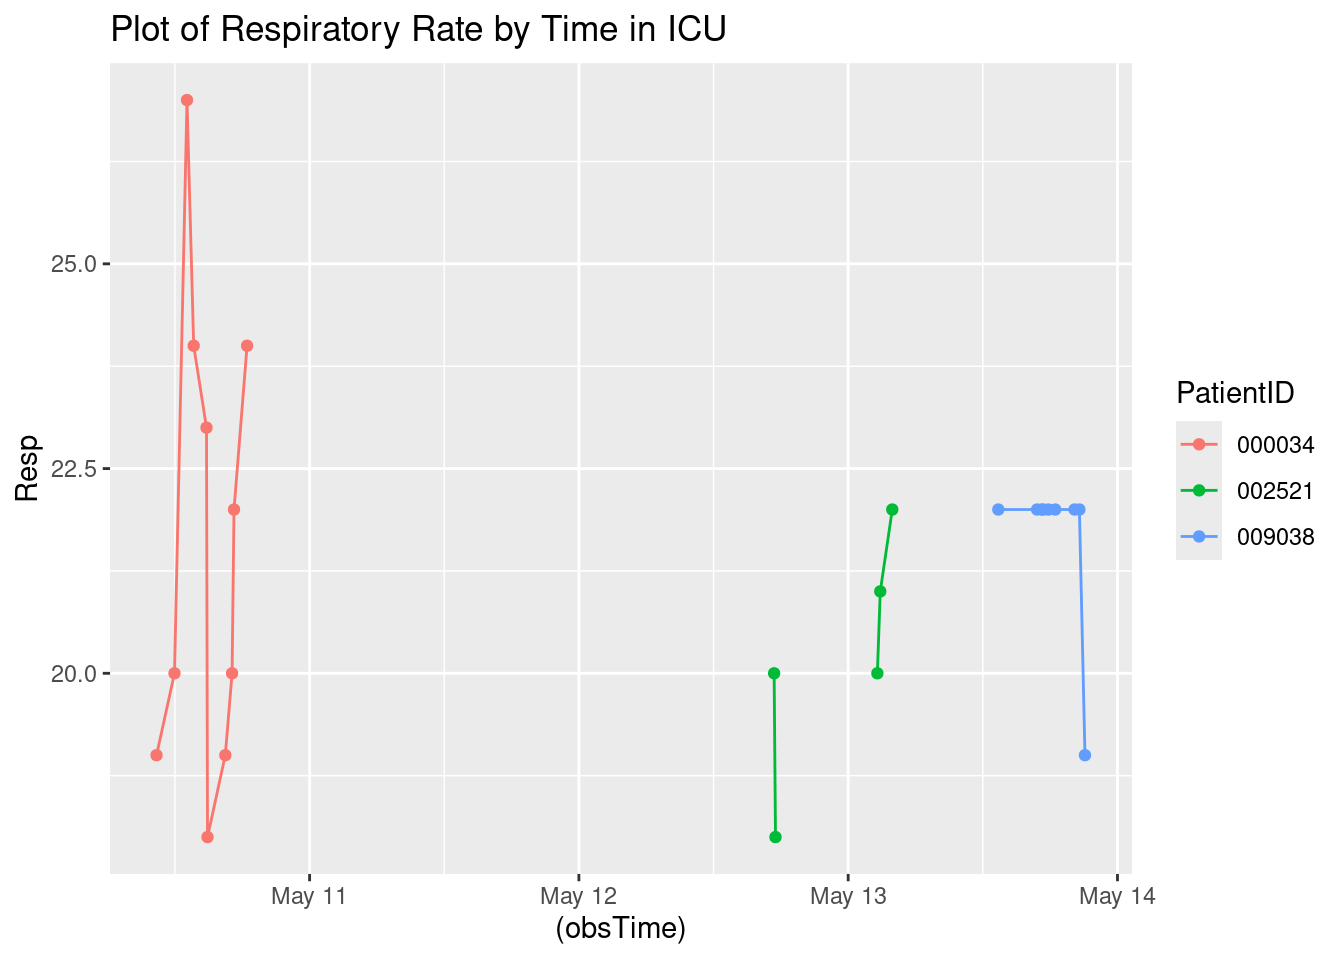 Plot of Respiratory Rate by Time in ICU
25.0
22.5
20.0
Resp
May 11
May 12
May 13
May 14
(obsTime)
PatientID
000034
002521
009038